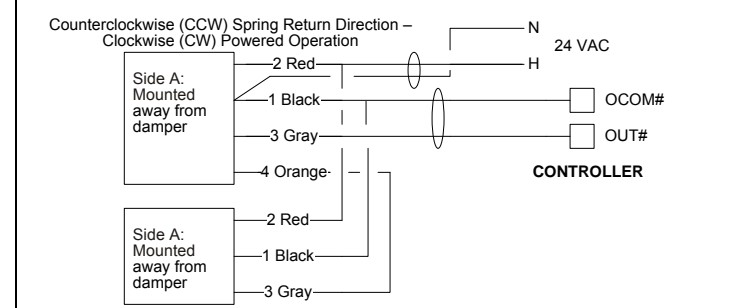 Counterclockwise (CCW) Spring Return Direction –
Clockwise (CW) Powered Operation
N
24 VAC
H
Side A:
Mounted
away from
damper
2 Red
1 Black
3 Gray
4 Orange
OCOM#
OUT#
CONTROLLER
Side A:
Mounted
away from
damper
2 Red
1 Black
3 Gray